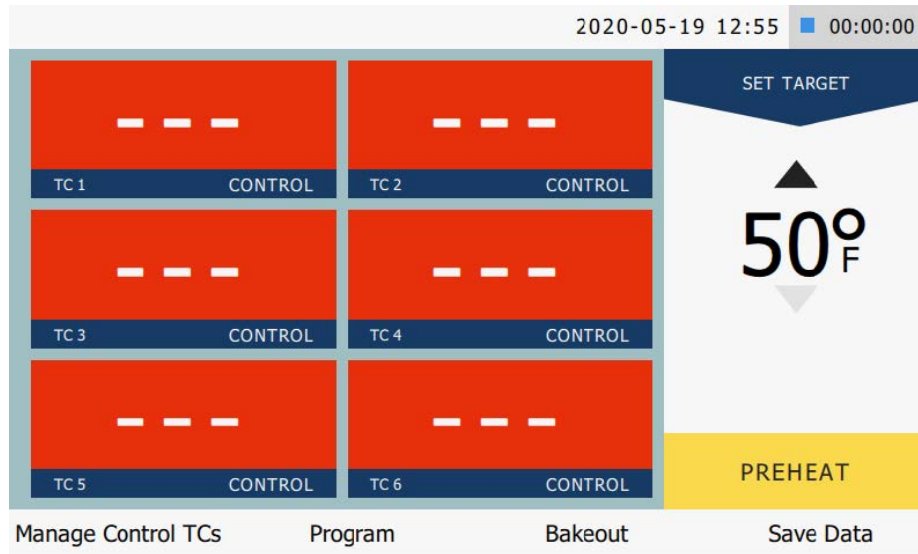 2020-05-19 12:55 00:00:00
SET TARGET
--- ---
TC 1 CONTROL TC 2 CONTROL
50°F
--- ---
TC 3 CONTROL TC 4 CONTROL
--- ---
TC 5 CONTROL TC 6 CONTROL
PREHEAT
Manage Control TCs Program Bakeout Save Data